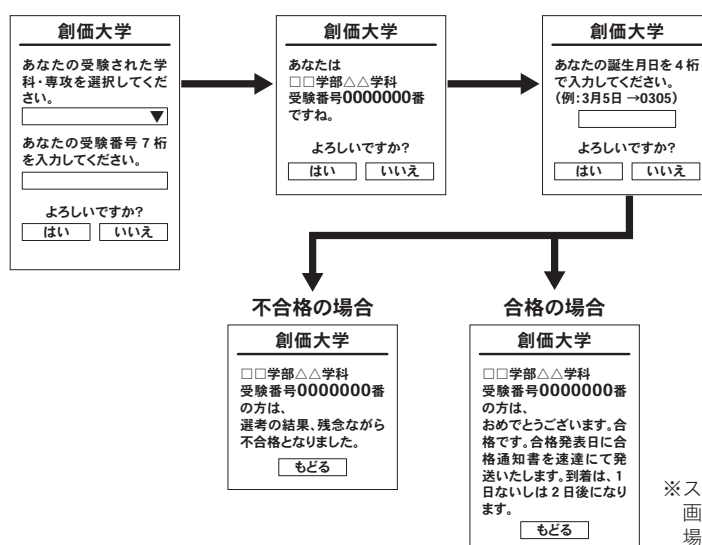 創価大学
あなたの受験された学
科・専攻を選択してくだ
さい。
▼
あなたの受験番号7桁
を入力してください。
よろしいですか?
はい いいえ
創価大学
あなたは
□□学部△△学科
受験番号0000000番
ですね。
よろしいですか?
はい いいえ
創価大学
あなたの誕生月日を4桁
で入力してください。
(例:3月5日→0305)
よろしいですか?
はい いいえ
不合格の場合
創価大学
□□学部△△学科
受験番号0000000番
の方は、
選考の結果、残念ながら
不合格となりました。
もどる
合格の場合
創価大学
□□学部△△学科
受験番号0000000番
の方は、
おめでとうございます。合
格です。合格発表日に合
格通知書を速達にて発
送いたします。到着は、1
日ないしは2日後になり
ます。
もどる
※ス
画
場